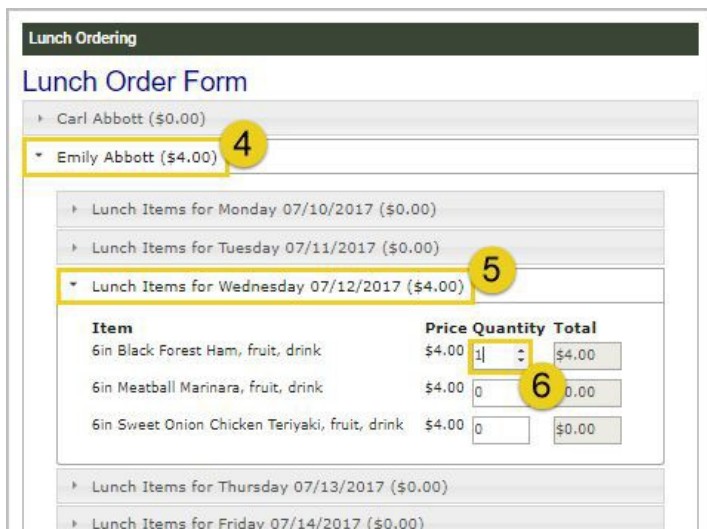 Lunch Ordering
Lunch Order Form
Carl Abbott ($0.00)
Emily Abbott ($4.00)
4
Lunch Items for Monday 07/10/2017 ($0.00)
Lunch Items for Tuesday 07/11/2017 ($0.00)
Lunch Items for Wednesday 07/12/2017 ($4.00)
5
Item Price Quantity Total
6in Black Forest Ham, fruit, drink $4.00 1 $4.00
6in Meatball Marinara, fruit, drink $4.00 0 0.00
6
6in Sweet Onion Chicken Teriyaki, fruit, drink $4.00 0 $0.00
Lunch Items for Thursday 07/13/2017 ($0.00)
Lunch Items for Friday 07/14/2017 ($0.00)